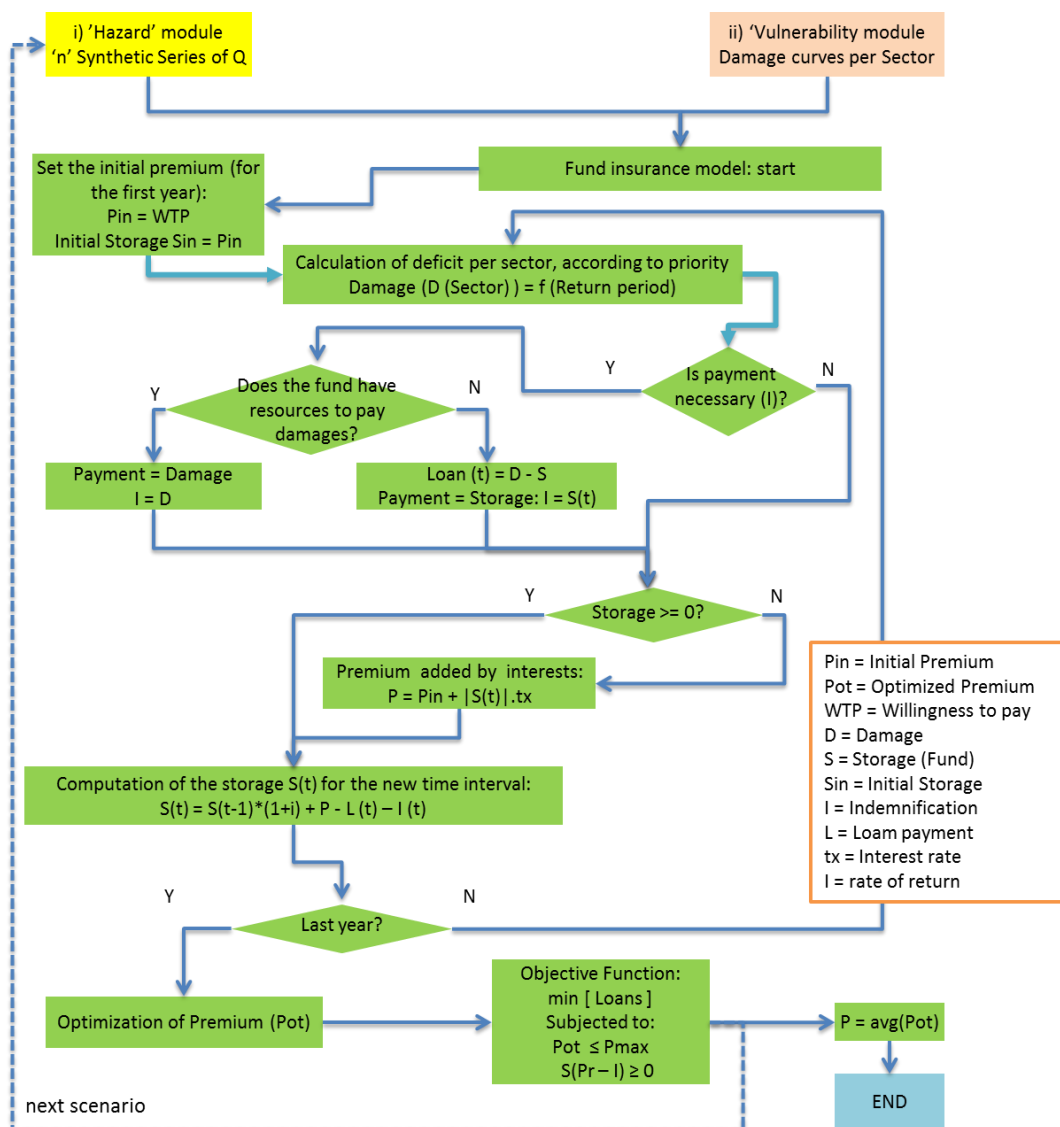 i) ’Hazard’ module
‘n’ Synthetic Series of Q
ii) ‘Vulnerability module
Damage curves per Sector
Fund insurance model: start
Set the initial premium (for
the first year):
Pin = WTP
Initial Storage Sin = Pin
Calculation of deficit per sector, according to priority
Damage (D (Sector) ) = f (Return period)
Is payment
necessary (I)?
Y
N
Does the fund have
resources to pay
damages?
Y
N
Payment = Damage
I = D
Loan (t) = D - S
Payment = Storage: I = S(t)
Storage >= 0?
Y
N
Premium added by interests:
P = Pin + |S(t)|.tx
Computation of the storage S(t) for the new time interval:
S(t) = S(t-1)*(1+i) + P - L (t) – I (t)
Pin = Initial Premium
Pot = Optimized Premium
WTP = Willingness to pay
D = Damage
S = Storage (Fund)
Sin = Initial Storage
I = Indemnification
L = Loam payment
tx = Interest rate
I = rate of return
Last year?
Y
N
Optimization of Premium (Pot)
Objective Function:
min [ Loans ]
Subjected to:
Pot ≤ Pmax
S(Pr – I) ≥ 0
P = avg(Pot)
END
next scenario